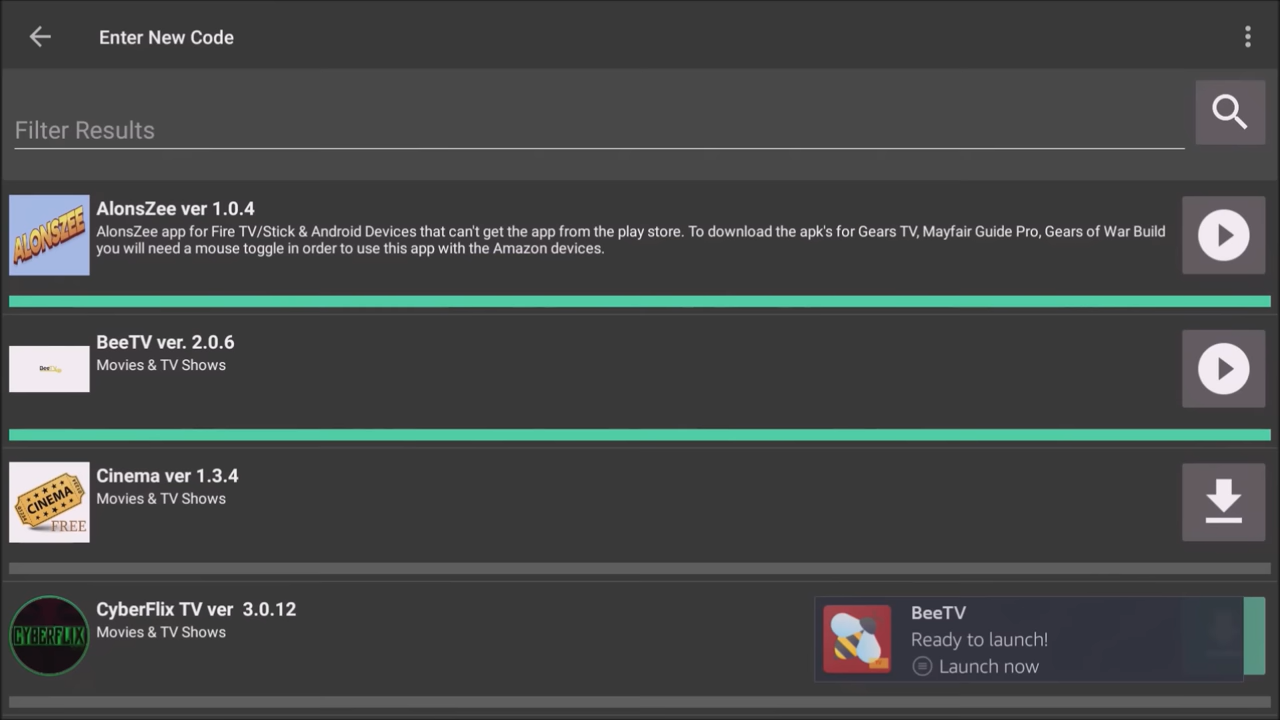 Enter New Code
Filter Results
ALONSZEE
AlonsZee ver 1.0.4
AlonsZee app for Fire TV/Stick & Android Devices that can't get the app from the play store. To download the apk's for Gears TV, Mayfair Guide Pro, Gears of War Build
you will need a mouse toggle in order to use this app with the Amazon devices.
BeeTV ver. 2.0.6
Movies & TV Shows
CINEMA
FREE
Cinema ver 1.3.4
Movies & TV Shows
CYBERFLIX
CyberFlix TV ver  3.0.12
Movies & TV Shows
BeeTV
Ready to launch!
Launch now